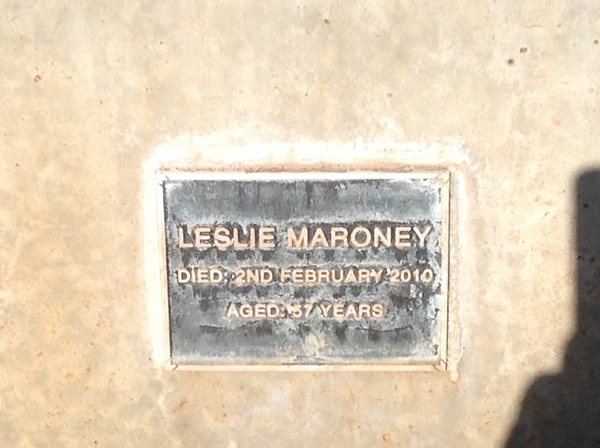 LESLIE MARONEY
DIED: 2ND FEBRUARY 2010
AGED: 57 YEARS